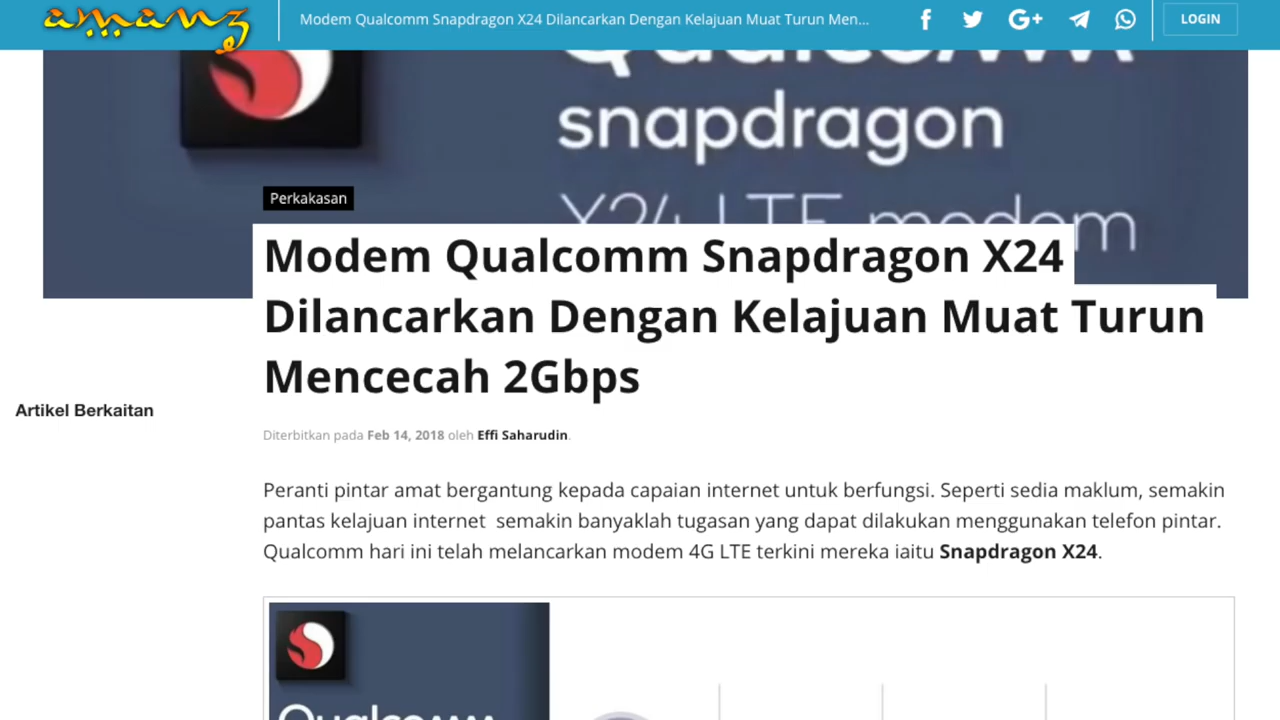 amanz
Modem Qualcomm Snapdragon X24 Dilancarkan Dengan Kelajuan Muat Turun Men...
LOGIN
Qualcomm
snapdragon
X24 LTE modem
Perkakasan
Modem Qualcomm Snapdragon X24
Dilancarkan Dengan Kelajuan Muat Turun
Mencecah 2Gbps
Artikel Berkaitan
Diterbitkan pada Feb 14, 2018 oleh Effi Saharudin.
Peranti pintar amat bergantung kepada capaian internet untuk berfungsi. Seperti sedia maklum, semakin
pantas kelajuan internet semakin banyaklah tugasan yang dapat dilakukan menggunakan telefon pintar.
Qualcomm hari ini telah melancarkan modem 4G LTE terkini mereka iaitu Snapdragon X24.
Qualcomm